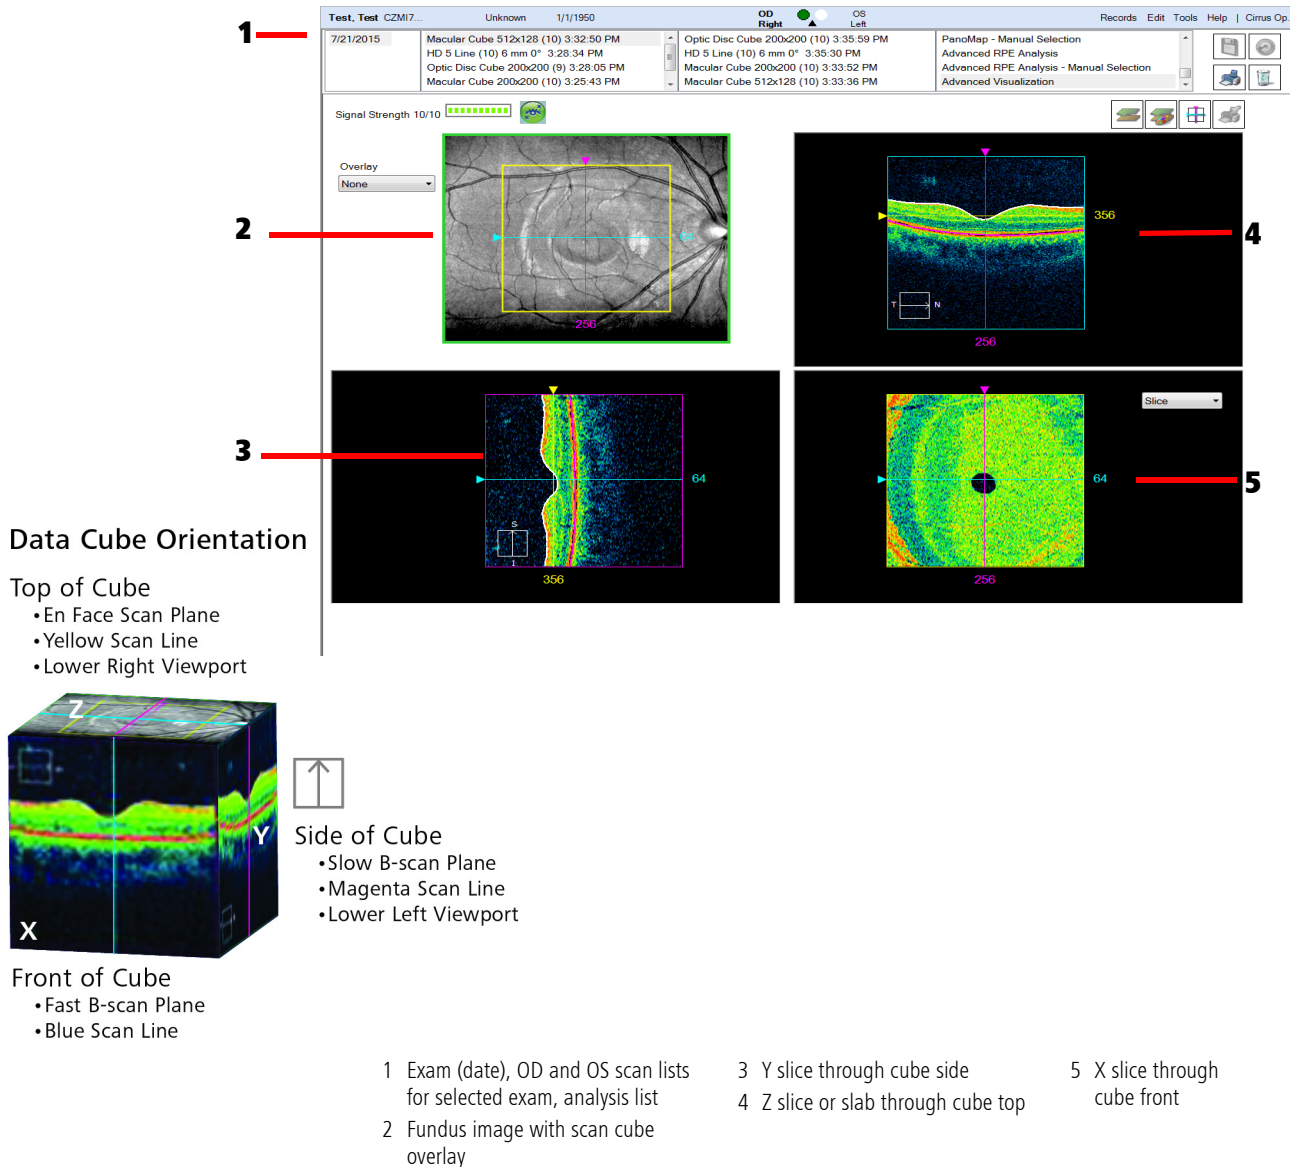 Test, Test CZMI7... Unknown 1/1/1950 OD Right OS Left Records Edit Tools Help | Cirrus Op.
1
7/21/2015
Macular Cube 512x128 (10) 3:32:50 PM
HD 5 Line (10) 6 mm 0° 3:28:34 PM
Optic Disc Cube 200x200 (9) 3:28:05 PM
Macular Cube 200x200 (10) 3:25:43 PM
Optic Disc Cube 200x200 (10) 3:35:59 PM
HD 5 Line (10) 6 mm 0° 3:35:30 PM
Macular Cube 200x200 (10) 3:33:52 PM
Macular Cube 512x128 (10) 3:33:36 PM
PanoMap - Manual Selection
Advanced RPE Analysis
Advanced RPE Analysis - Manual Selection
Advanced Visualization
Signal Strength 10/10
Overlay
None
2
64
256
356
T N
256
4
3
64
S
I
356
Slice
64
256
5
Data Cube Orientation
Top of Cube
• En Face Scan Plane
• Yellow Scan Line
• Lower Right Viewport
Z
Y
X
Side of Cube
• Slow B-scan Plane
• Magenta Scan Line
• Lower Left Viewport
Front of Cube
• Fast B-scan Plane
• Blue Scan Line
1 Exam (date), OD and OS scan lists
for selected exam, analysis list
2 Fundus image with scan cube
overlay
3 Y slice through cube side
4 Z slice or slab through cube top
5 X slice through
cube front